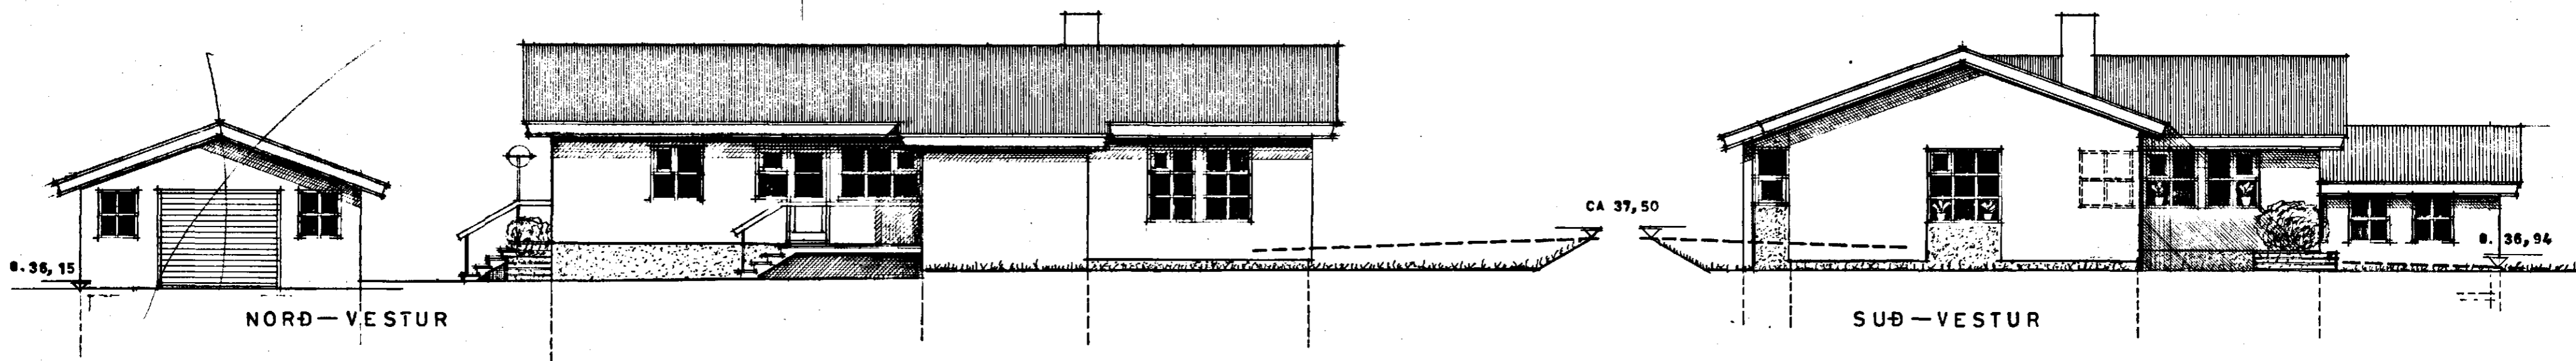 CA 37,50
G. 36,15
G. 36,94
NORÐ—VESTUR
SUÐ—VESTUR